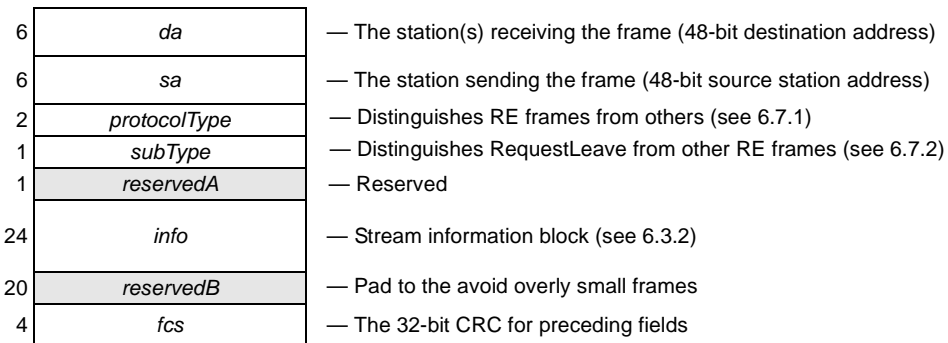 6 da — The station(s) receiving the frame (48-bit destination address)
6 sa — The station sending the frame (48-bit source station address)
2 protocolType — Distinguishes RE frames from others (see 6.7.1)
1 subType — Distinguishes RequestLeave from other RE frames (see 6.7.2)
1 reservedA — Reserved
24 info — Stream information block (see 6.3.2)
20 reservedB — Pad to the avoid overly small frames
4 fcs — The 32-bit CRC for preceding fields